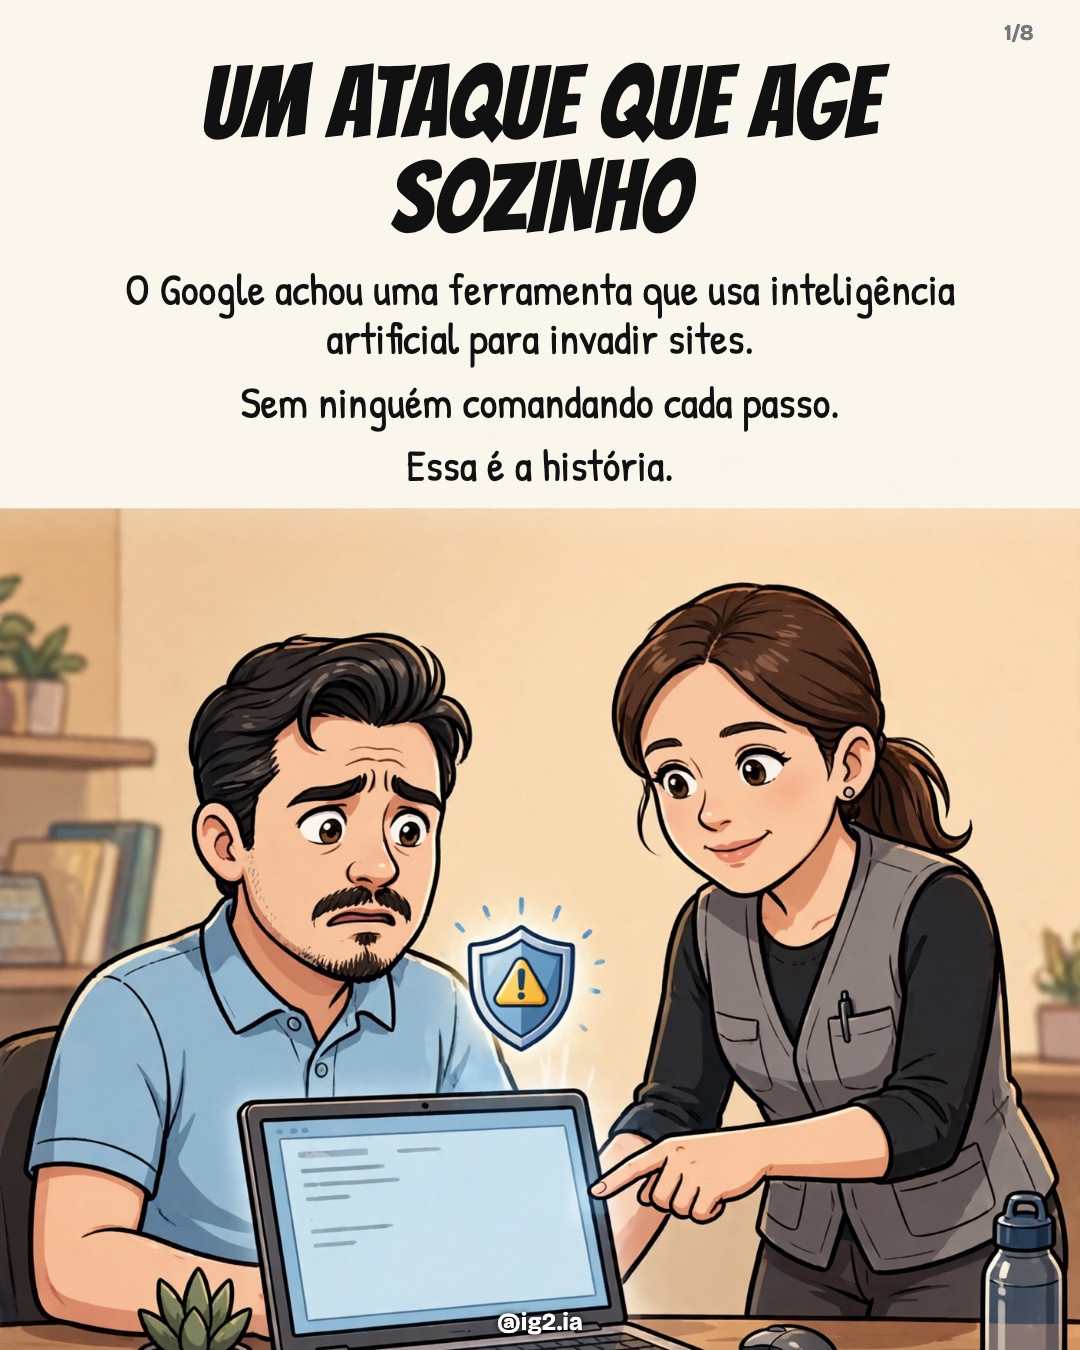 1/8
UM ATAQUE QUE AGE
SOZINHO
O Google achou uma ferramenta que usa inteligência
artificial para invadir sites.
Sem ninguém comandando cada passo.
Essa é a história.
@ig2.ia